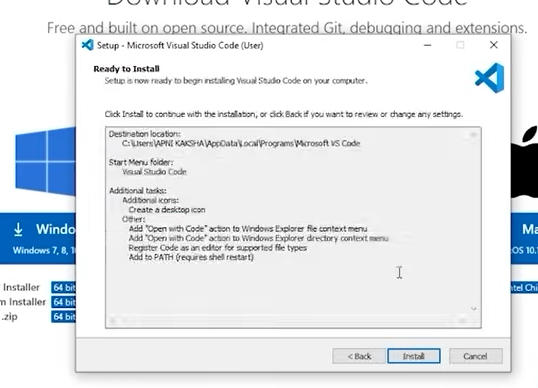 Download Visual Studio Code
Free and built on open source. Integrated Git, debugging and extensions.
Setup - Microsoft Visual Studio Code (User)
Ready to Install
Setup is now ready to begin installing Visual Studio Code on your computer.
Click Install to continue with the installation, or click Back if you want to review or change any settings.
Destination location:
C:\Users\APNI KAKSHA\AppData\Local\Programs\Microsoft VS Code
Start Menu folder:
Visual Studio Code
Additional tasks:
Additional icons:
Create a desktop icon
Other:
Add "Open with Code" action to Windows Explorer file context menu
Add "Open with Code" action to Windows Explorer directory context menu
Register Code as an editor for supported file types
Add to PATH (requires shell restart)
Windo
Windows 7, 8, 1
Ma
OS 10.1
Installer 64 bit
m Installer 64 bit
.zip 64 bit
ntel Chi
< Back Install Cancel